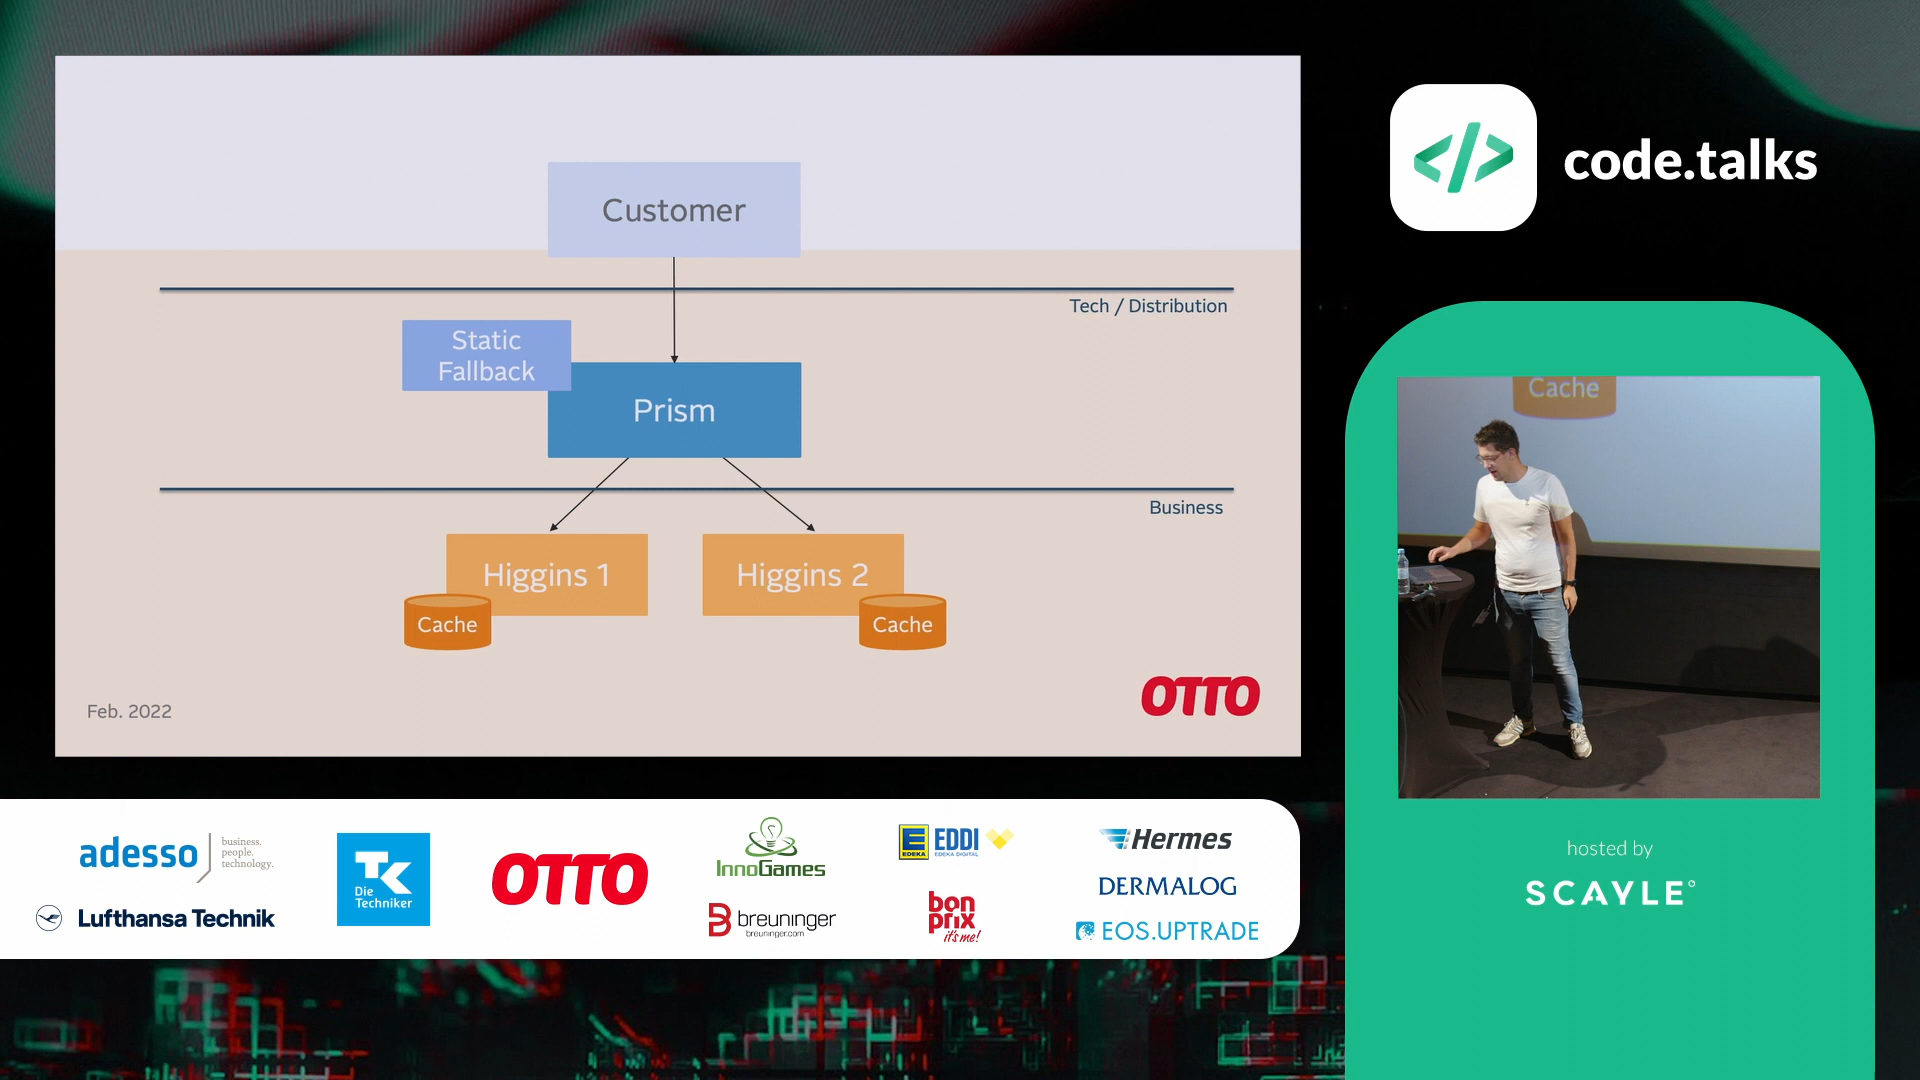 Customer
Tech / Distribution
Static
Fallback
Prism
Business
Higgins 1
Higgins 2
Cache
Cache
Feb. 2022
OTTO
</> code.talks
Cache
hosted by
SCAYLE
adesso
business.
people.
technology.
Lufthansa Technik
TK
Die
Techniker
OTTO
InnoGames
breuninger
breuninger.com
E
EDEKA
EDDI
EDEKA DIGITAL
bon
prix
it's me!
Hermes
DERMALOG
EOS.UPTRADE